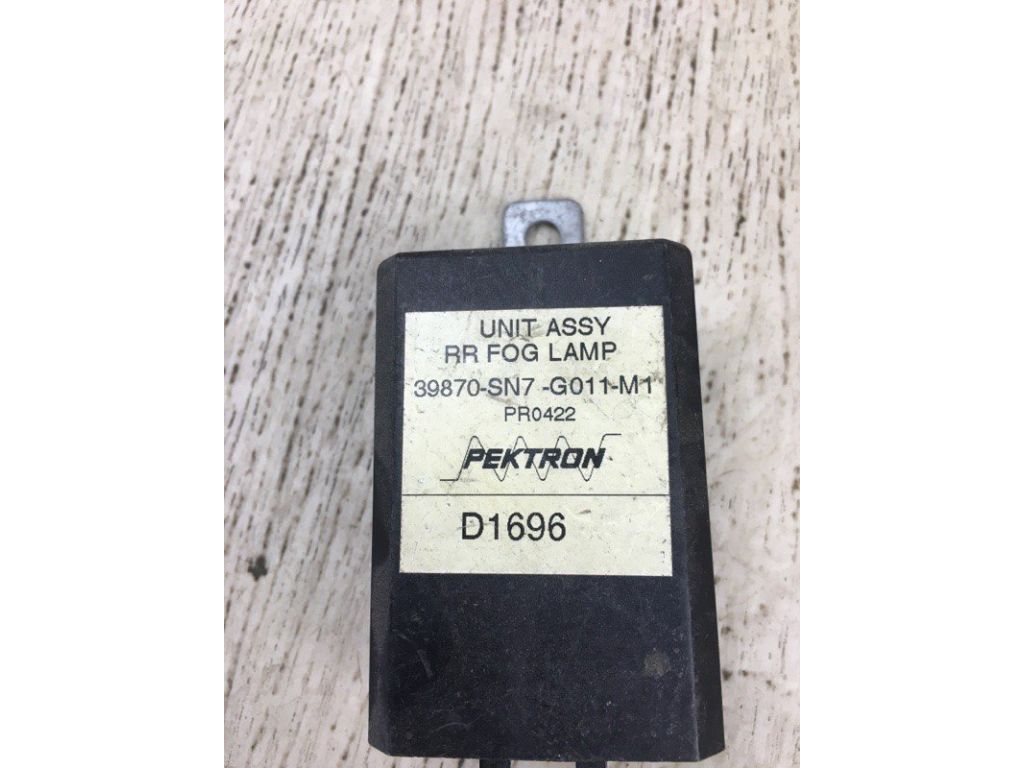 UNIT ASSY
RR FOG LAMP
39870-SN7 -G011-M1
PR0422
PEKTRON
D1696